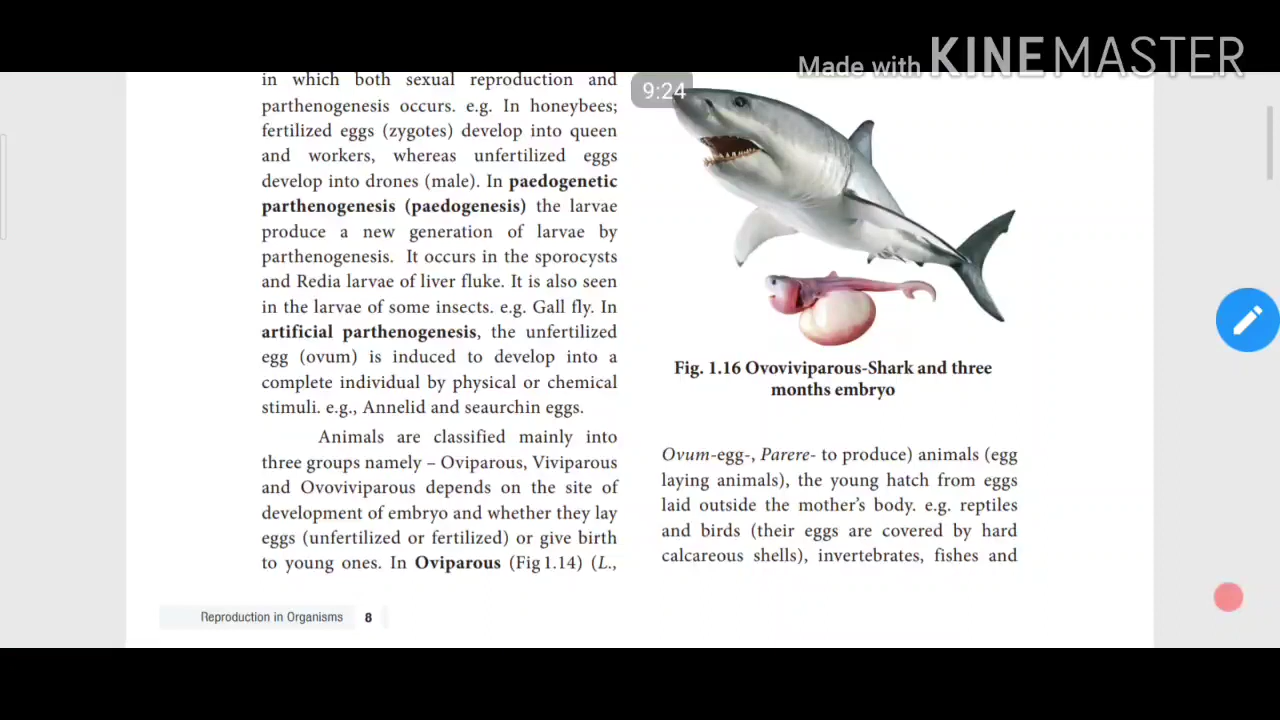 Made with KINEMASTER
9:24
in which both sexual reproduction and
parthenogenesis occurs. e.g. In honeybees;
fertilized eggs (zygotes) develop into queen
and workers, whereas unfertilized eggs
develop into drones (male). In paedogenetic
parthenogenesis (paedogenesis) the larvae
produce a new generation of larvae by
parthenogenesis. It occurs in the sporocysts
and Redia larvae of liver fluke. It is also seen
in the larvae of some insects. e.g. Gall fly. In
artificial parthenogenesis, the unfertilized
egg (ovum) is induced to develop into a
complete individual by physical or chemical
stimuli. e.g., Annelid and seaurchin eggs.
Animals are classified mainly into
three groups namely – Oviparous, Viviparous
and Ovoviviparous depends on the site of
development of embryo and whether they lay
eggs (unfertilized or fertilized) or give birth
to young ones. In Oviparous (Fig 1.14) (L.,
Fig. 1.16 Ovoviviparous-Shark and three
months embryo
Ovum-egg-, Parere- to produce) animals (egg
laying animals), the young hatch from eggs
laid outside the mother's body. e.g. reptiles
and birds (their eggs are covered by hard
calcareous shells), invertebrates, fishes and
Reproduction in Organisms 8